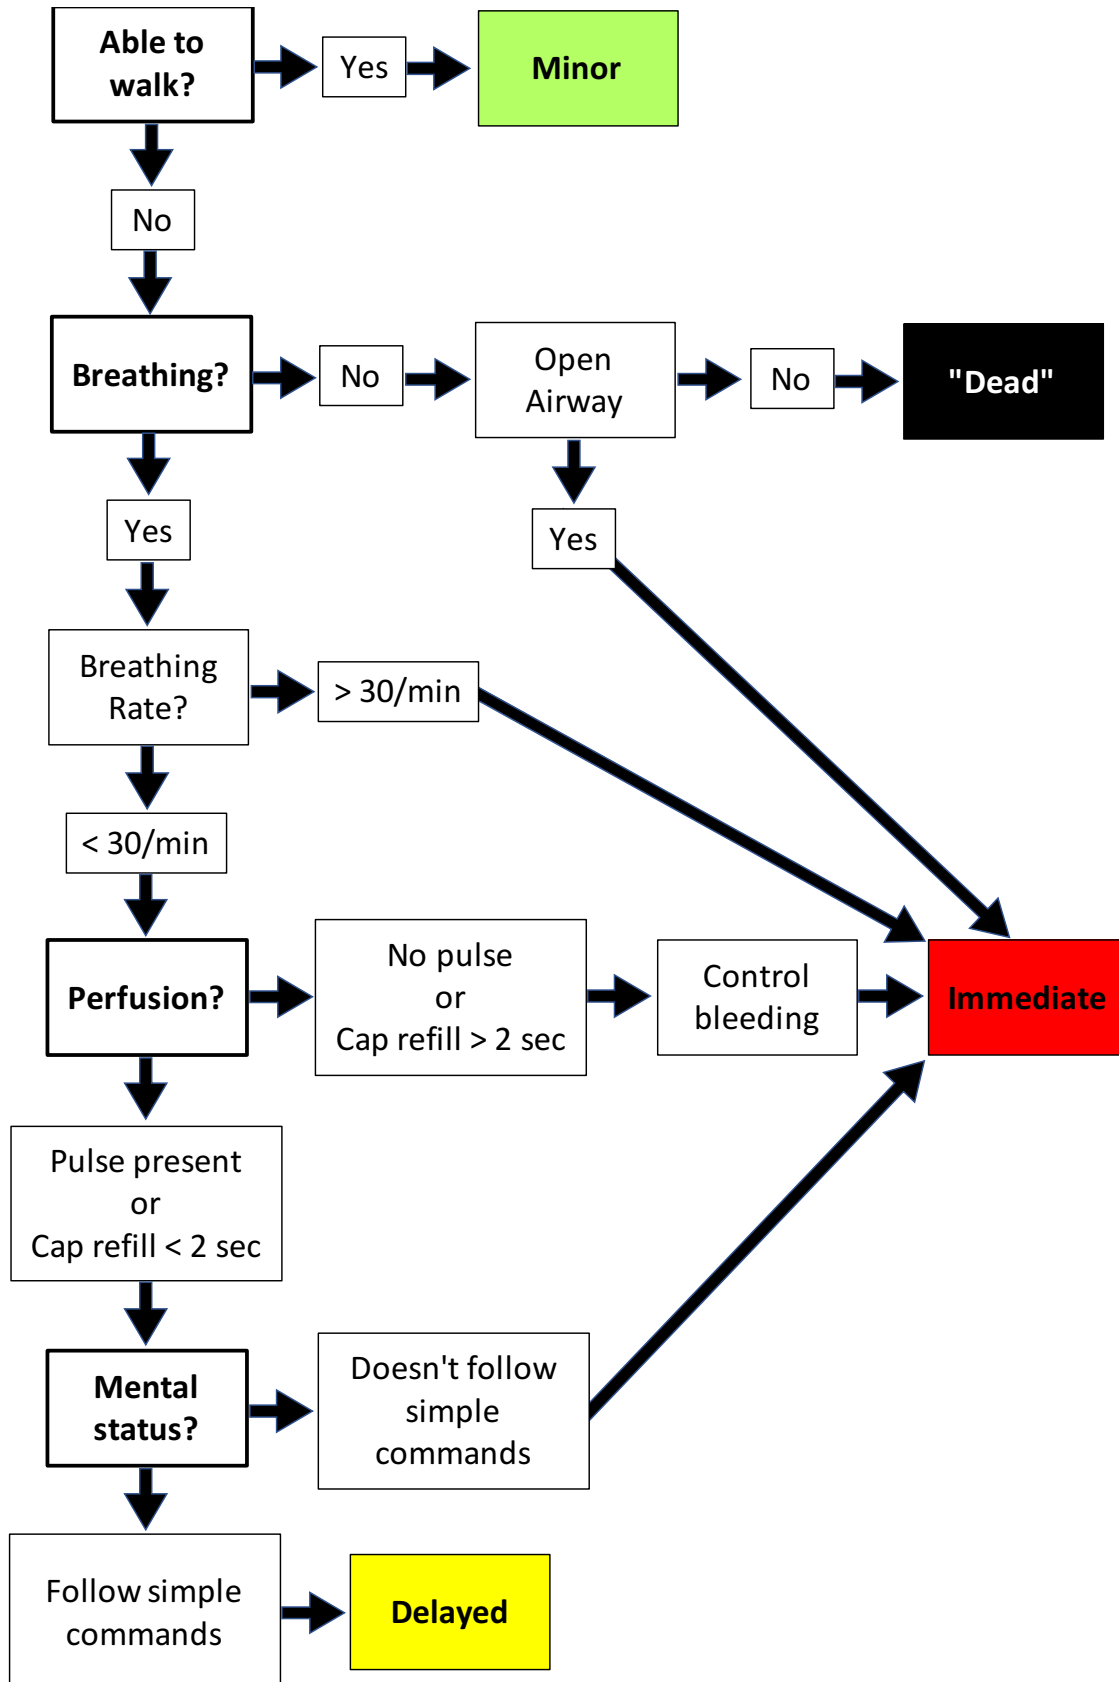 Able to
walk?
Yes
Minor
No
Breathing?
No
Open
Airway
No
"Dead"
Yes
Yes
Breathing
Rate?
> 30/min
< 30/min
Perfusion?
No pulse
or
Cap refill > 2 sec
Control
bleeding
Immediate
Pulse present
or
Cap refill < 2 sec
Mental
status?
Doesn't follow
simple
commands
Follow simple
commands
Delayed